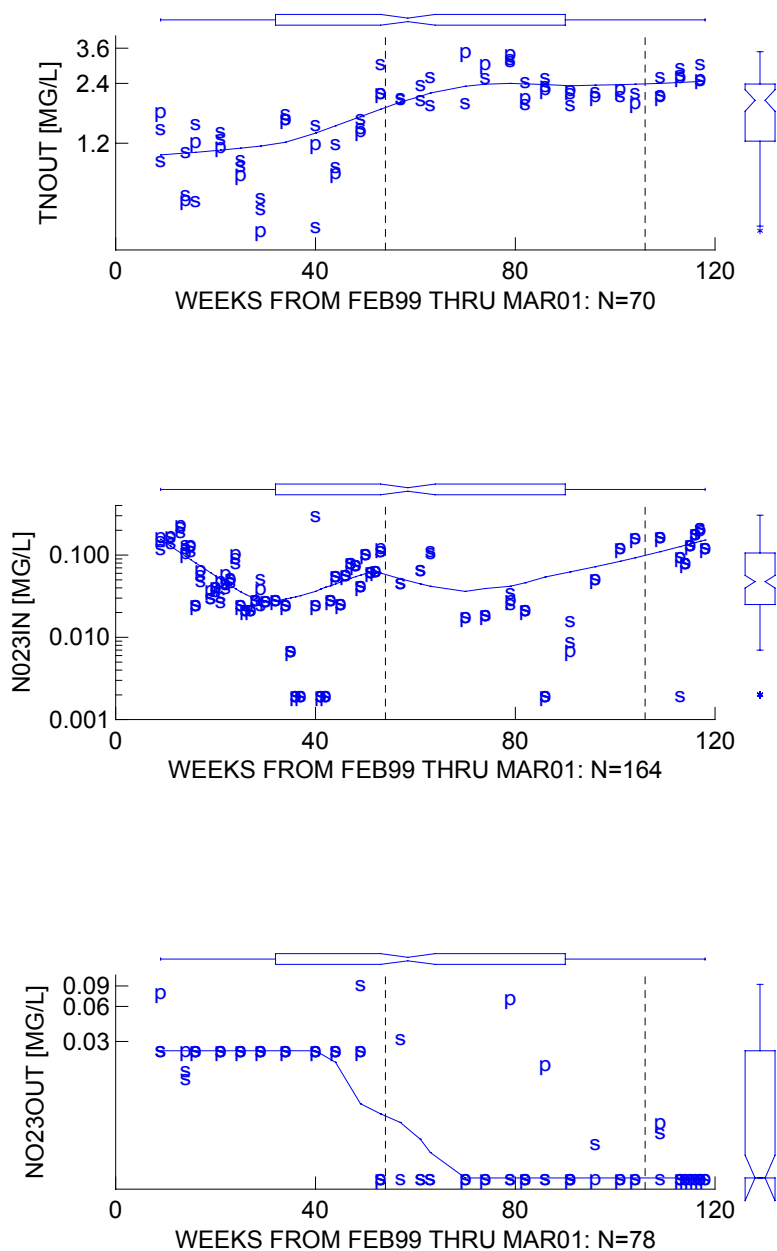 TNOUT [MG/L]
3.6
2.4
1.2
0 40 80 120
WEEKS FROM FEB99 THRU MAR01: N=70
N023IN [MG/L]
0.100
0.010
0.001
0 40 80 120
WEEKS FROM FEB99 THRU MAR01: N=164
NO23OUT [MG/L]
0.09
0.06
0.03
0 40 80 120
WEEKS FROM FEB99 THRU MAR01: N=78